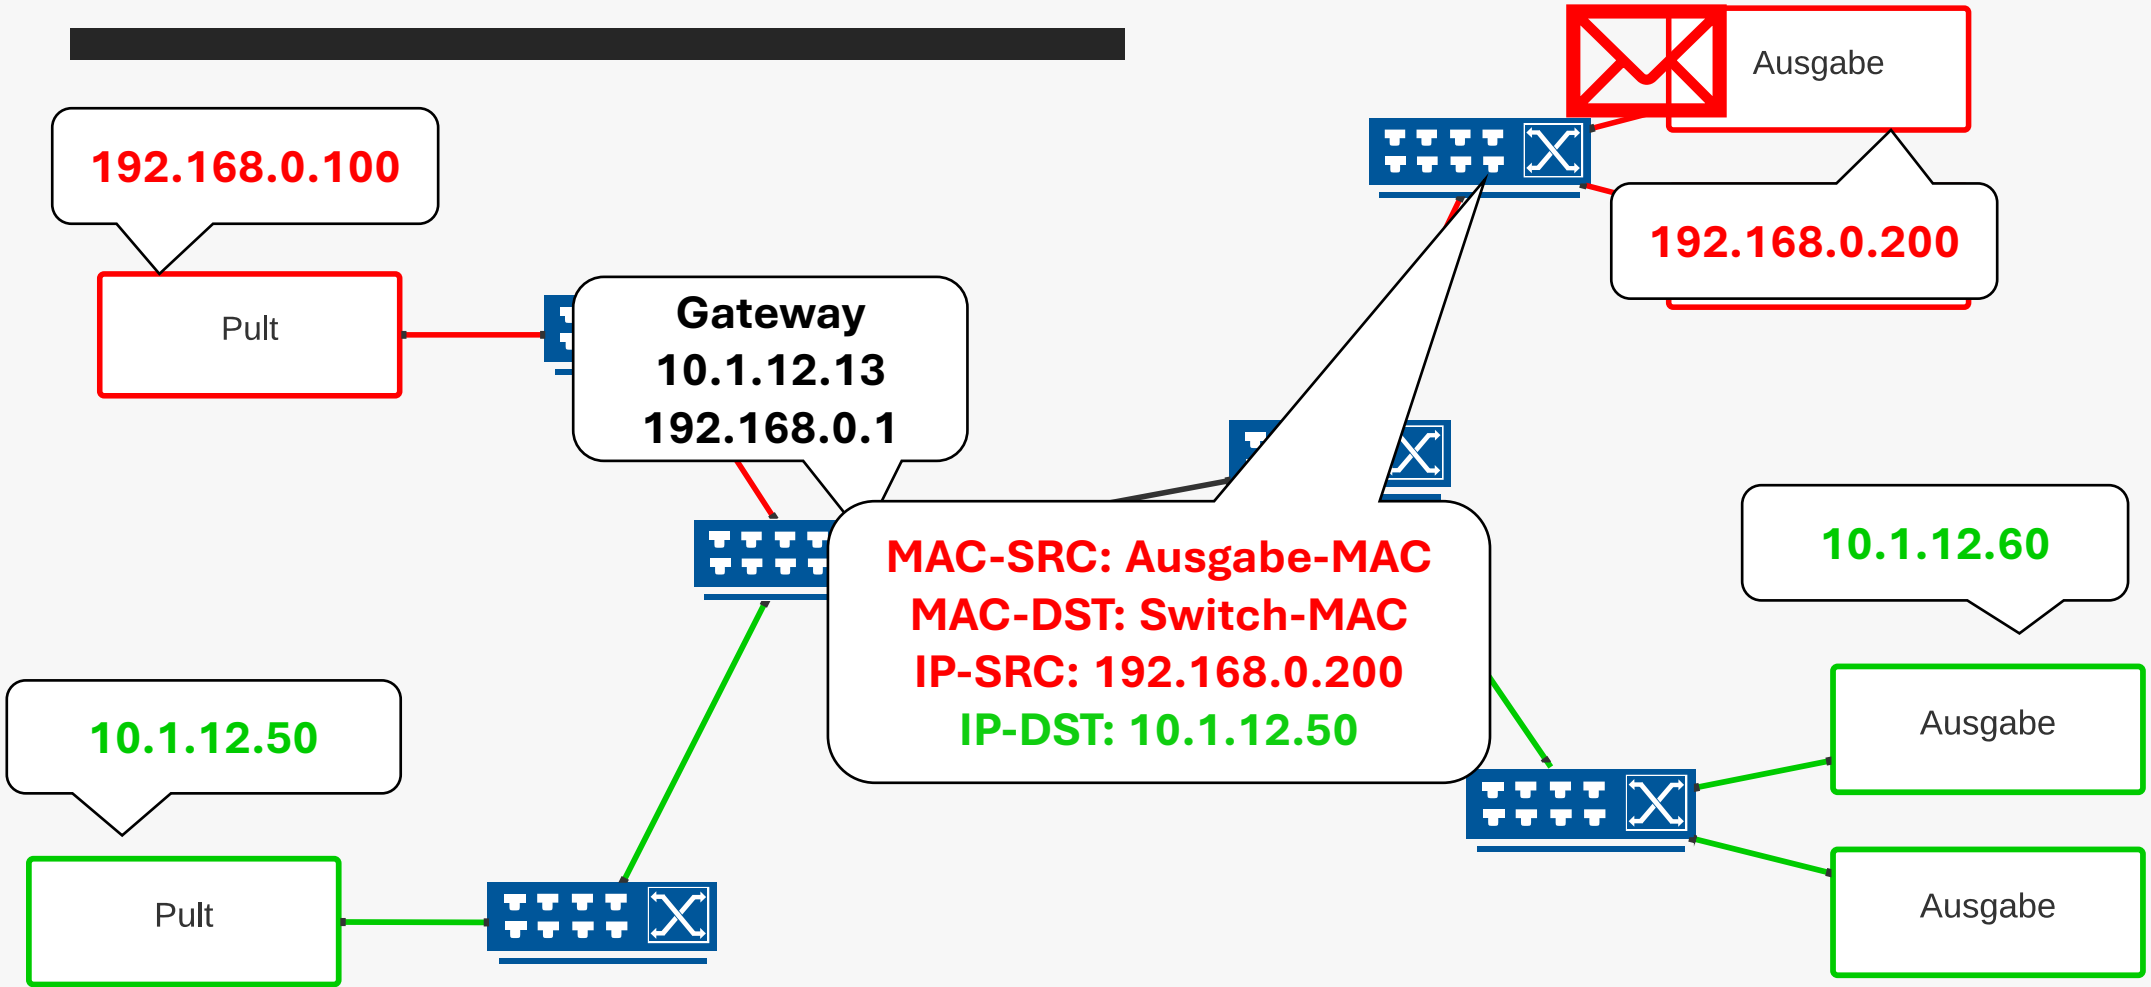 Ausgabe
192.168.0.100
192.168.0.200
Pult
Gateway
10.1.12.13
192.168.0.1
MAC-SRC: Ausgabe-MAC
MAC-DST: Switch-MAC
IP-SRC: 192.168.0.200
IP-DST: 10.1.12.50
10.1.12.60
10.1.12.50
Ausgabe
Pult
Ausgabe